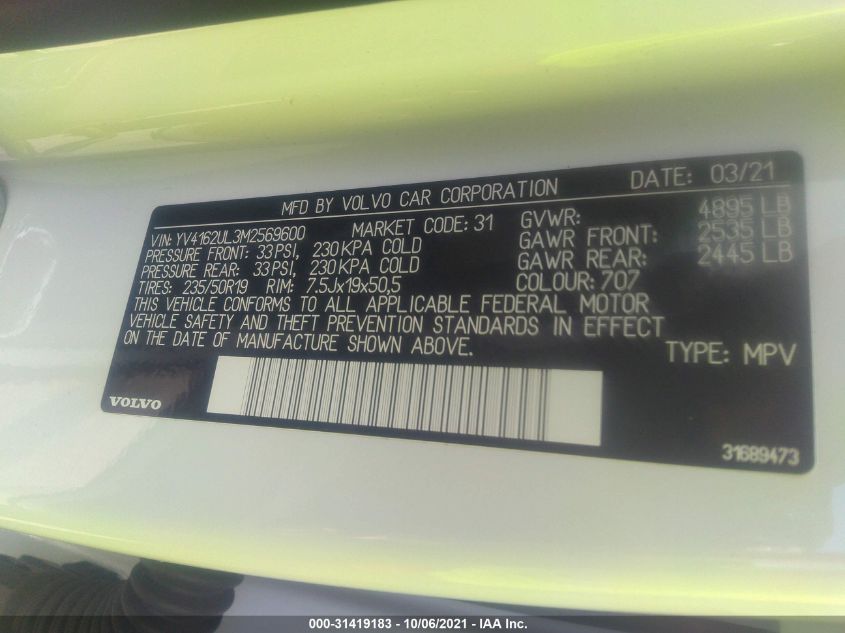 MFD BY VOLVO CAR CORPORATION DATE: 03/21
VIN: YV4162UL3M2569600 MARKET CODE: 31 GVWR: 4895 LB
PRESSURE FRONT: 33PSI, 230KPA COLD GAWR FRONT: 2535 LB
PRESSURE REAR: 33PSI, 230KPA COLD GAWR REAR: 2445 LB
TIRES: 235/50R19 RIM: 7.5Jx19x50,5 COLOUR: 707
THIS VEHICLE CONFORMS TO ALL APPLICABLE FEDERAL MOTOR
VEHICLE SAFETY AND THEFT PREVENTION STANDARDS IN EFFECT
ON THE DATE OF MANUFACTURE SHOWN ABOVE. TYPE: MPV
VOLVO
31689473
000-31419183 - 10/06/2021 - IAA Inc.